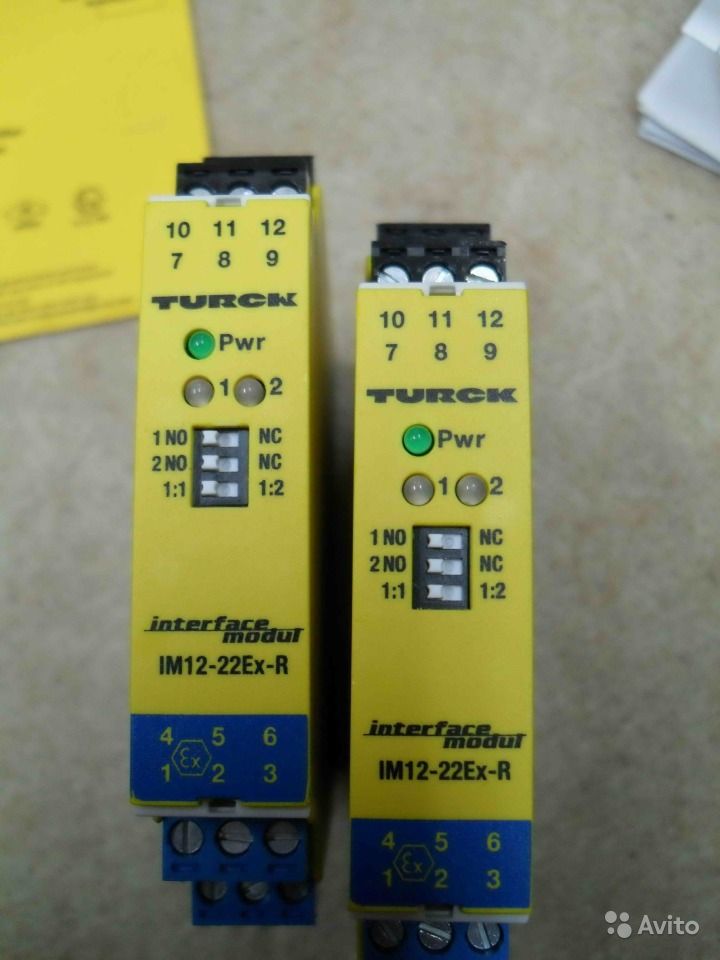 10 11 12
7 8 9
TURCK
Pwr
1 2
1 NO NC
2 NO NC
1:1 1:2
interface
modul
IM12-22Ex-R
4 5 6
Ex
1 2 3
10 11 12
7 8 9
TURCK
Pwr
1 2
1 NO NC
2 NO NC
1:1 1:2
interface
modul
IM12-22Ex-R
4 5 6
Ex
1 2 3
Avito